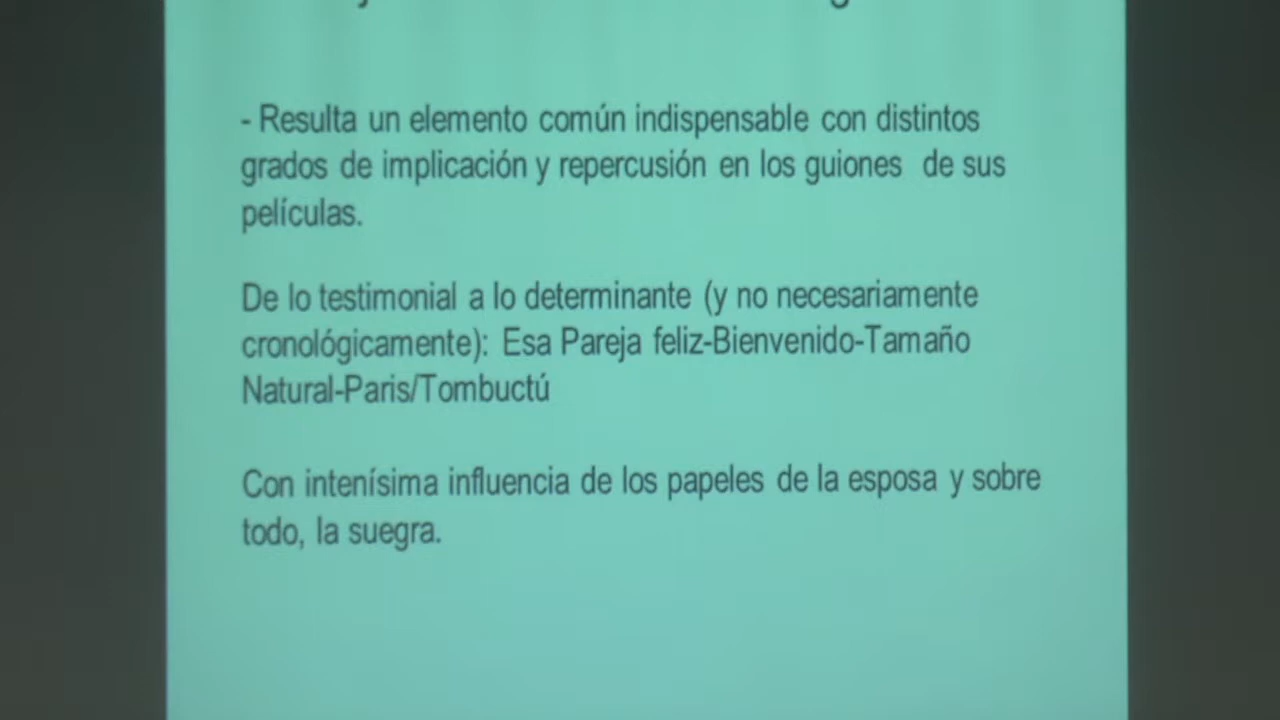 - Resulta un elemento común indispensable con distintos
grados de implicación y repercusión en los guiones de sus
películas.
De lo testimonial a lo determinante (y no necesariamente
cronológicamente): Esa Pareja feliz-Bienvenido-Tamaño
Natural-Paris/Tombuctú
Con intenísima influencia de los papeles de la esposa y sobre
todo, la suegra.